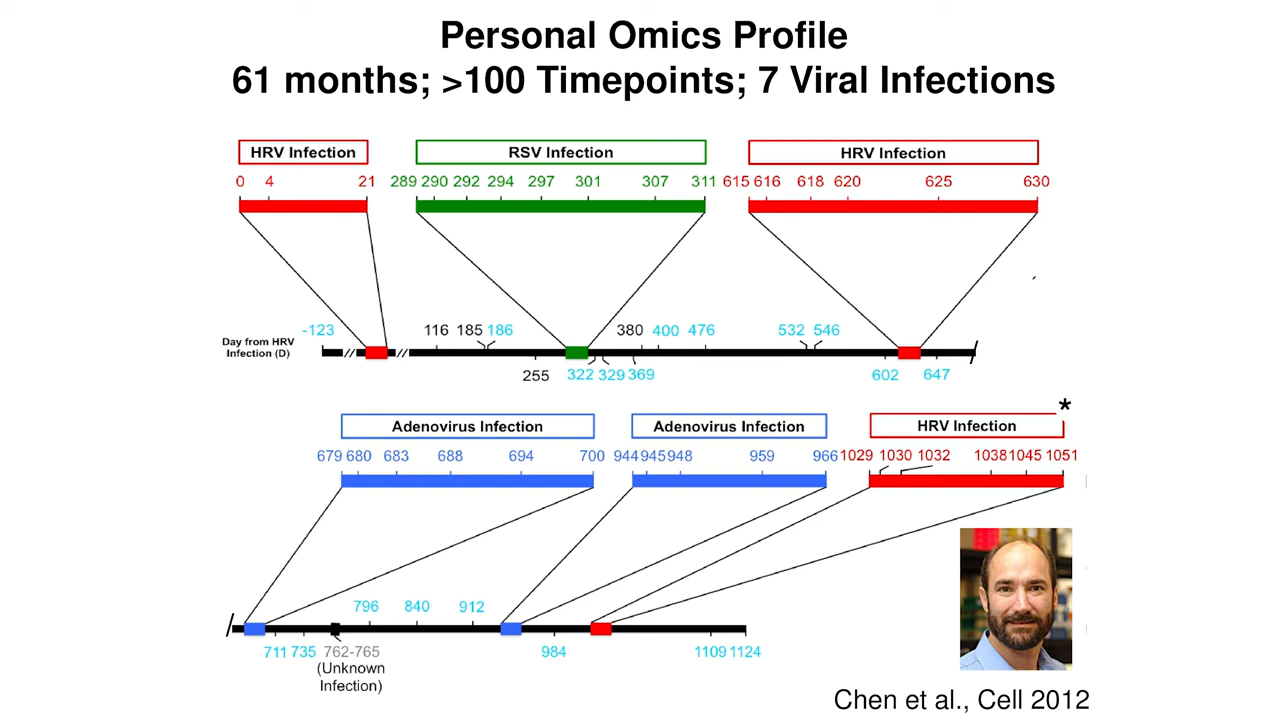 Personal Omics Profile
61 months; >100 Timepoints; 7 Viral Infections
HRV Infection
RSV Infection
HRV Infection
0 4 21
289 290 292 294 297 301 307 311
615 616 618 620 625 630
Day from HRV
Infection (D)
-123 116 185 186 380 400 476 532 546
255 322 329 369 602 647
*
Adenovirus Infection
Adenovirus Infection
HRV Infection
679 680 683 688 694 700
944 945 948 959 966
1029 1030 1032 1038 1045 1051
796 840 912
711 735 762-765 984 1109 1124
(Unknown
Infection)
Chen et al., Cell 2012